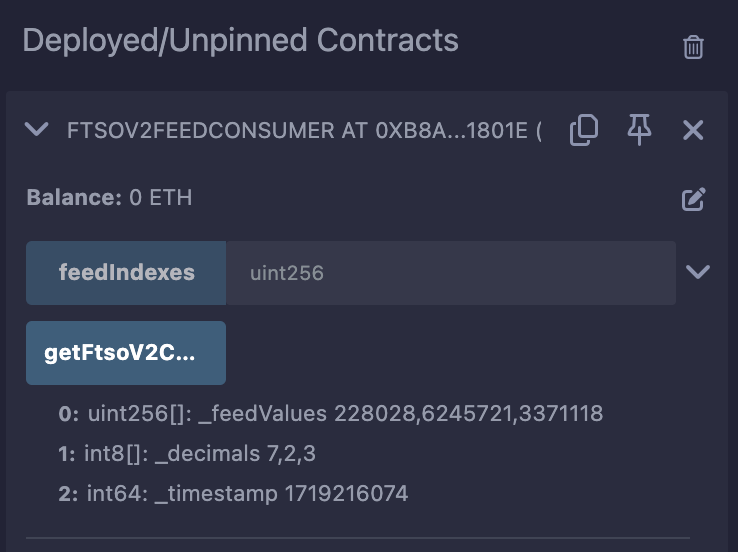 Deployed/Unpinned Contracts
FTSOV2FEEDCONSUMER AT 0XB8A...1801E (
Balance: 0 ETH
feedIndexes uint256
getFtsoV2C...
0: uint256[]: _feedValues 228028,6245721,3371118
1: int8[]: _decimals 7,2,3
2: int64: _timestamp 1719216074